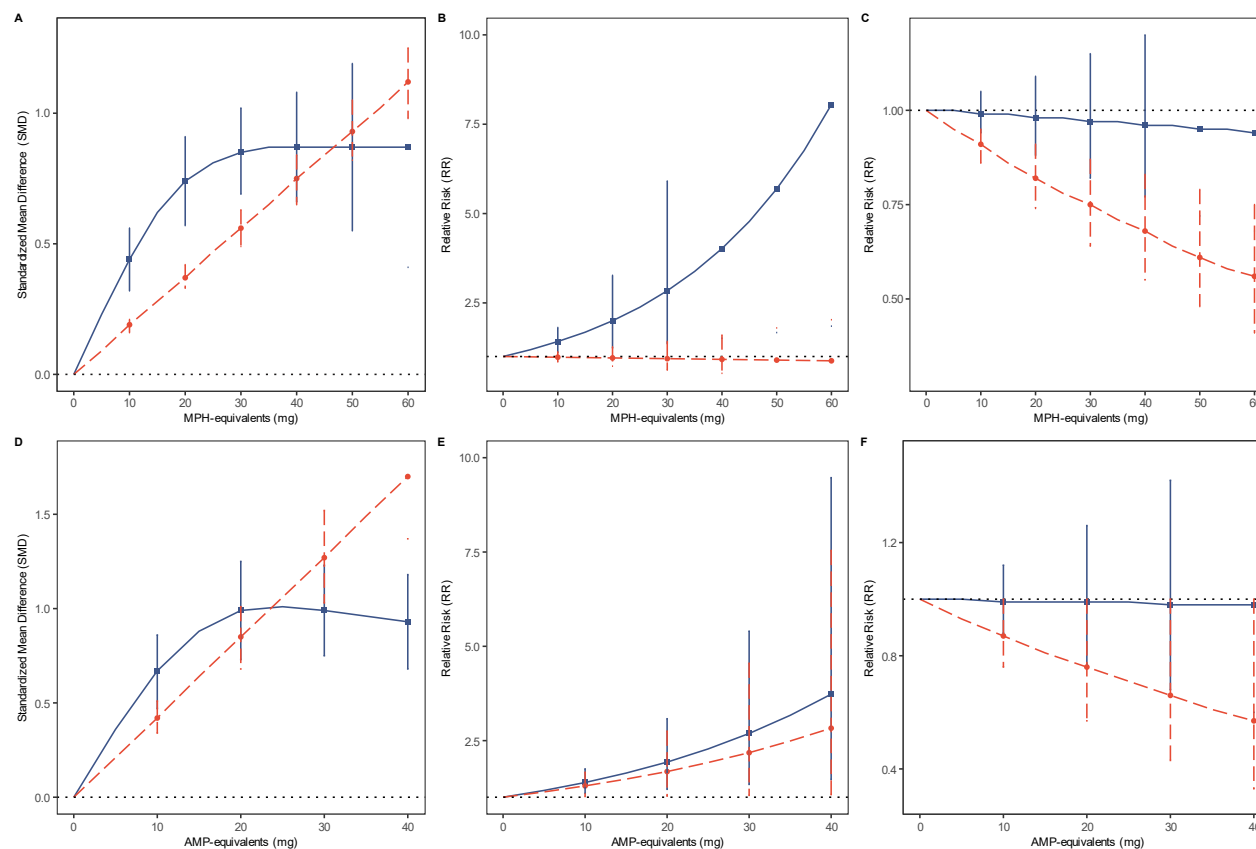 A
Standardized Mean Difference (SMD)
1.0
0.5
0.0
0 10 20 30 40 50 60
MPH-equivalents (mg)
B
Relative Risk (RR)
10.0
7.5
5.0
2.5
0 10 20 30 40 50 60
MPH-equivalents (mg)
C
Relative Risk (RR)
1.00
0.75
0.50
0 10 20 30 40 50 60
MPH-equivalents (mg)
D
Standardized Mean Difference (SMD)
1.5
1.0
0.5
0.0
0 10 20 30 40
AMP-equivalents (mg)
E
Relative Risk (RR)
10.0
7.5
5.0
2.5
0 10 20 30 40
AMP-equivalents (mg)
F
Relative Risk (RR)
1.2
1.0
0.8
0.4
0 10 20 30 40
AMP-equivalents (mg)